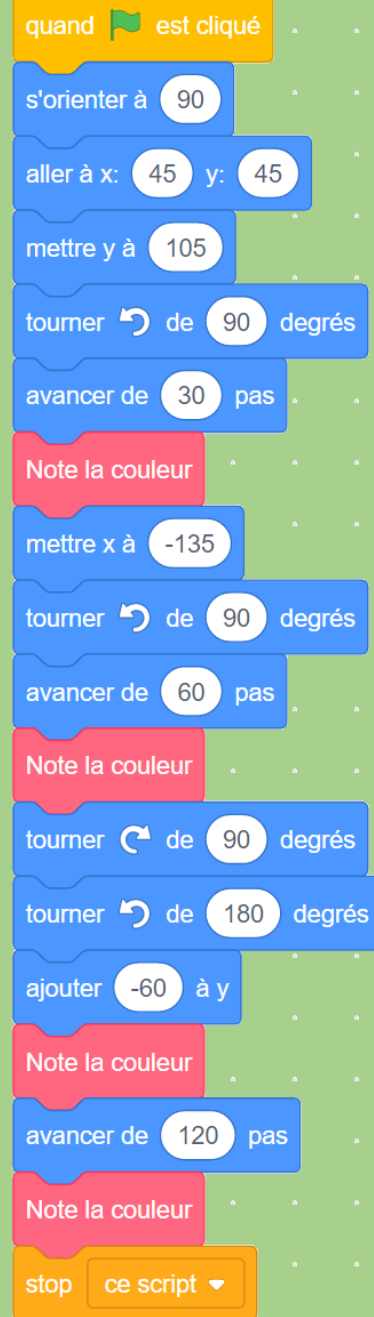 quand est cliqué
s'orienter à 90
aller à x: 45 y: 45
mettre y à 105
tourner de 90 degrés
avancer de 30 pas
Note la couleur
mettre x à -135
tourner de 90 degrés
avancer de 60 pas
Note la couleur
tourner de 90 degrés
tourner de 180 degrés
ajouter -60 à y
Note la couleur
avancer de 120 pas
Note la couleur
stop ce script